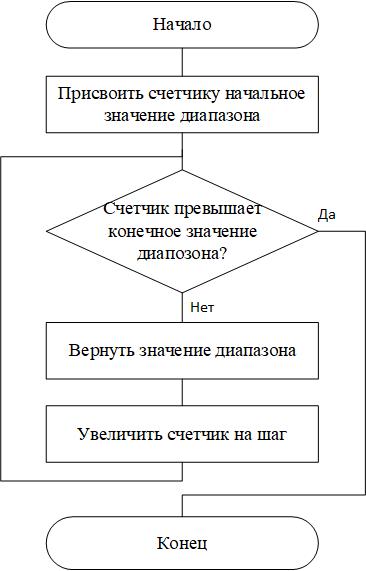 Начало
Присвоить счетчику начальное
значение диапазона
Счетчик превышает
конечное значение
диапозона?
Да
Нет
Вернуть значение диапазона
Увеличить счетчик на шаг
Конец